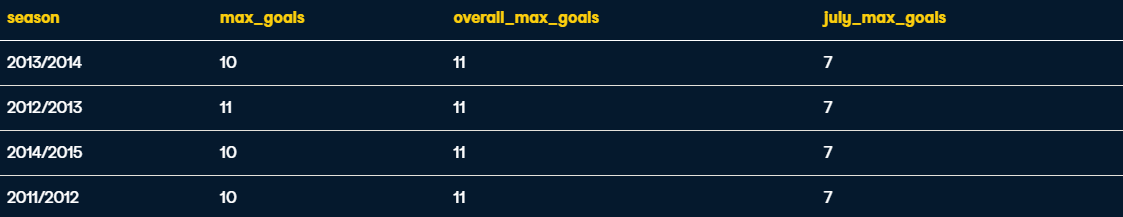 season max_goals overall_max_goals july_max_goals
2013/2014 10 11 7
2012/2013 11 11 7
2014/2015 10 11 7
2011/2012 10 11 7